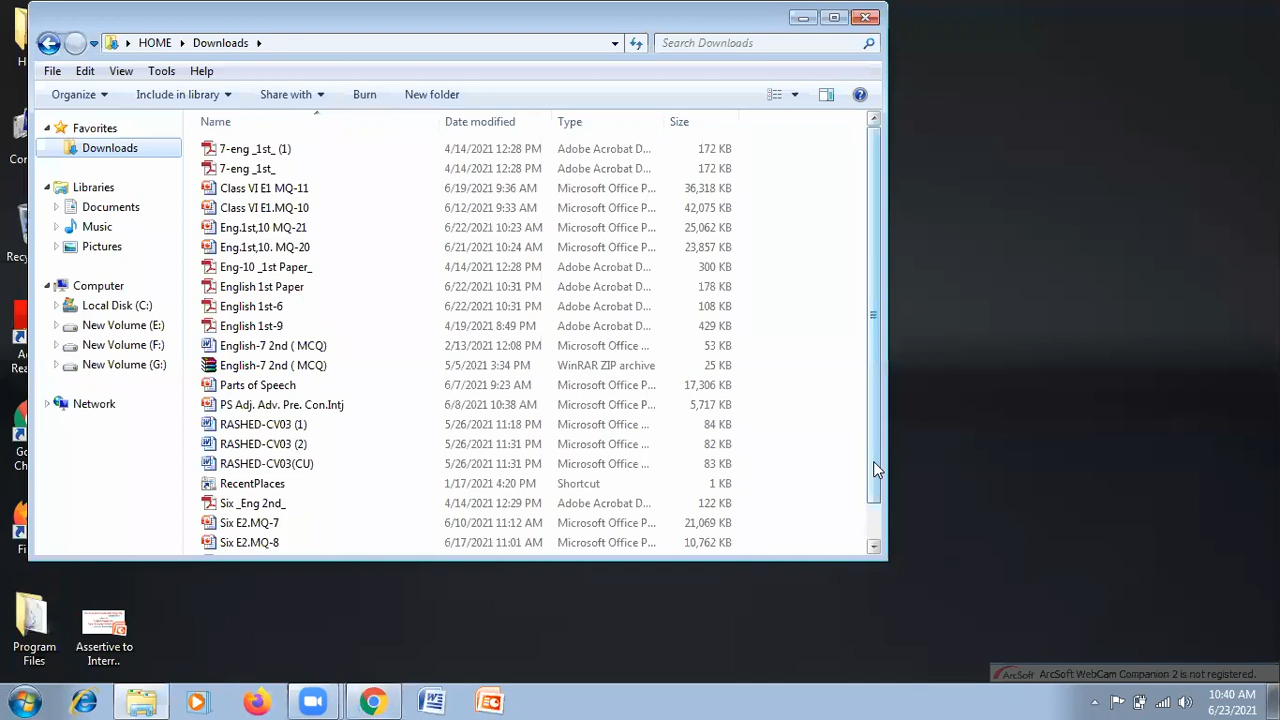 HOME Downloads
Search Downloads
File Edit View Tools Help
Organize Include in library Share with Burn New folder
Name Date modified Type Size
Favorites
Downloads
Libraries
Documents
Music
Pictures
Computer
Local Disk (C:)
New Volume (E:)
New Volume (F:)
New Volume (G:)
Network
7-eng _1st_ (1) 4/14/2021 12:28 PM Adobe Acrobat D... 172 KB
7-eng _1st_ 4/14/2021 12:28 PM Adobe Acrobat D... 172 KB
Class VI E1 MQ-11 6/19/2021 9:36 AM Microsoft Office P... 36,318 KB
Class VI E1.MQ-10 6/12/2021 9:33 AM Microsoft Office P... 42,075 KB
Eng.1st,10 MQ-21 6/22/2021 10:23 AM Microsoft Office P... 25,062 KB
Eng.1st,10. MQ-20 6/21/2021 10:24 AM Microsoft Office P... 23,857 KB
Eng-10 _1st Paper_ 4/14/2021 12:28 PM Adobe Acrobat D... 300 KB
English 1st Paper 6/22/2021 10:31 PM Adobe Acrobat D... 178 KB
English 1st-6 6/22/2021 10:31 PM Adobe Acrobat D... 108 KB
English 1st-9 4/19/2021 8:49 PM Adobe Acrobat D... 429 KB
English-7 2nd ( MCQ) 2/13/2021 12:08 PM Microsoft Office ... 53 KB
English-7 2nd ( MCQ) 5/5/2021 3:34 PM WinRAR ZIP archive 25 KB
Parts of Speech 6/7/2021 9:23 AM Microsoft Office P... 17,306 KB
PS Adj. Adv. Pre. Con.Intj 6/8/2021 10:38 AM Microsoft Office P... 5,717 KB
RASHED-CV03 (1) 5/26/2021 11:18 PM Microsoft Office ... 84 KB
RASHED-CV03 (2) 5/26/2021 11:31 PM Microsoft Office ... 82 KB
RASHED-CV03(CU) 5/26/2021 11:31 PM Microsoft Office ... 83 KB
RecentPlaces 1/17/2021 4:20 PM Shortcut 1 KB
Six _Eng 2nd_ 4/14/2021 12:29 PM Adobe Acrobat D... 122 KB
Six E2.MQ-7 6/10/2021 11:12 AM Microsoft Office P... 21,069 KB
Six E2.MQ-8 6/17/2021 11:01 AM Microsoft Office P... 10,762 KB
Program
Files
Assertive to
Interr..
ArcSoft ArcSoft WebCam Companion 2 is not registered.
10:40 AM
6/23/2021